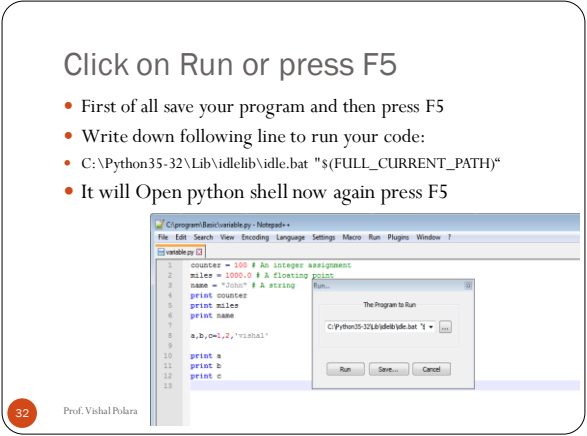 Click on Run or press F5
• First of all save your program and then press F5
• Write down following line to run your code:
• C:\Python35-32\Lib\idlelib\idle.bat "$(FULL_CURRENT_PATH)“
• It will Open python shell now again press F5
C:\program\Basic\variable.py - Notepad++
File Edit Search View Encoding Language Settings Macro Run Plugins Window ?
variable.py
1 counter = 100 # An integer assignment
2 miles = 1000.0 # A floating point
3 name = "John" # A string
4 print counter
5 print miles
6 print name
7
8 a,b,c=1,2,'vishal'
9
10 print a
11 print b
12 print c
13
Run...
The Program to Run
C:\Python35-32\Lib\idlelib\idle.bat "$
...
Run Save... Cancel
32
Prof. Vishal Polara